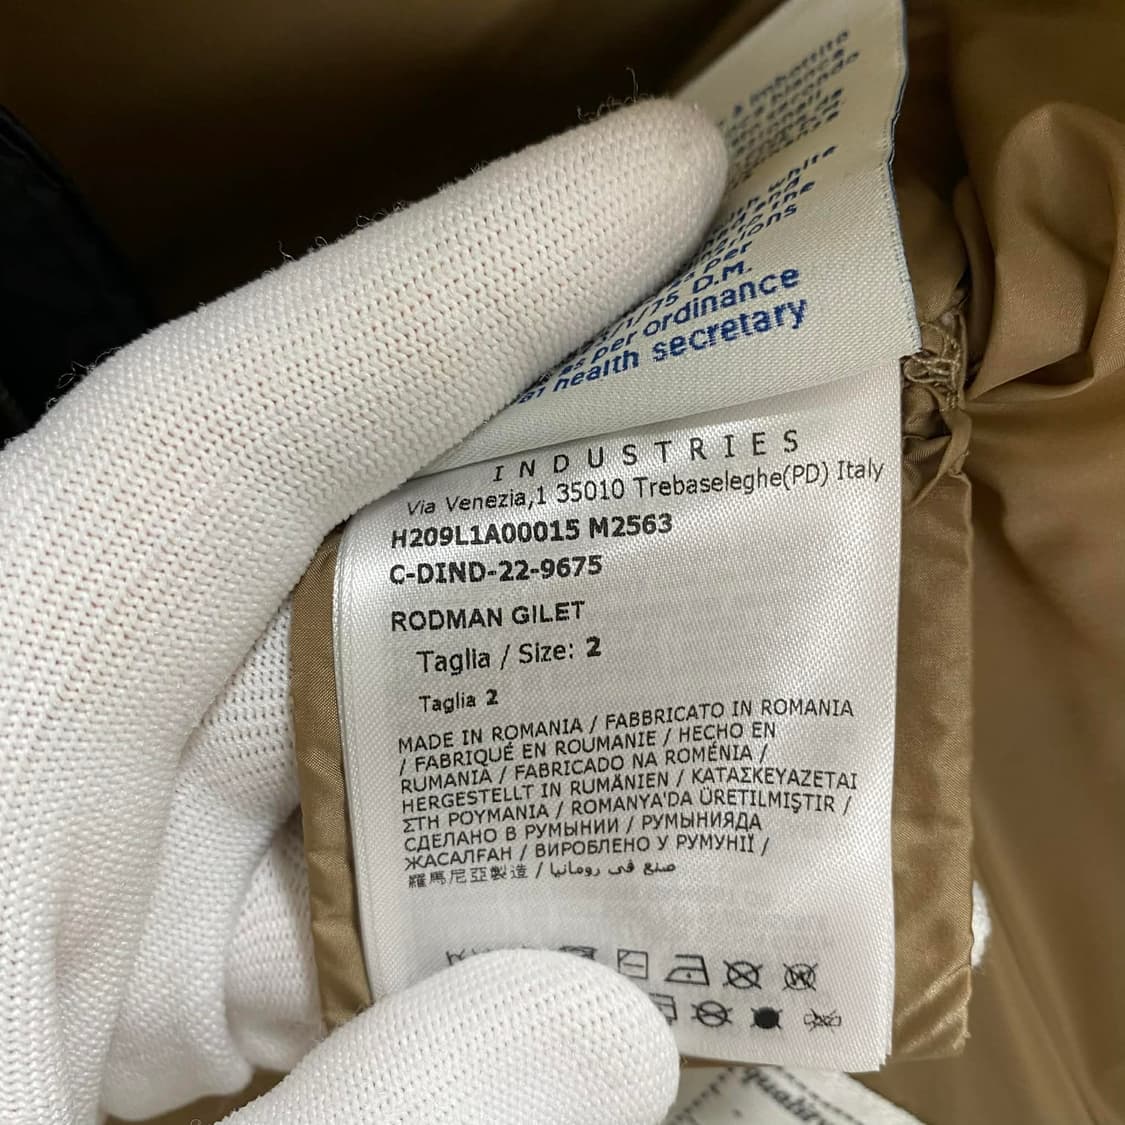 white
per
D.M.
as per ordinance
health secretary
INDUSTRIES
Via Venezia,1 35010 Trebaseleghe(PD) Italy
H209L1A00015 M2563
C-DIND-22-9675
RODMAN GILET
Taglia / Size: 2
Taglia 2
MADE IN ROMANIA / FABBRICATO IN ROMANIA
/ FABRIQUÉ EN ROUMANIE / HECHO EN
RUMANIA / FABRICADO NA ROMÉNIA /
HERGESTELLT IN RUMÄNIEN / ΚΑΤΑΣΚΕΥΑΖΕΤΑΙ
ΣΤΗ ΡΟΥΜΑΝΙΑ / ROMANYA'DA ÜRETILMIŞTIR /
СДЕЛАНО В РУМЫНИИ / РУМЫНИЯДА
ЖАСАЛҒАН / ВИРОБЛЕНО У РУМУНІЇ /
羅馬尼亞製造 / صنع في رومانيا
quality